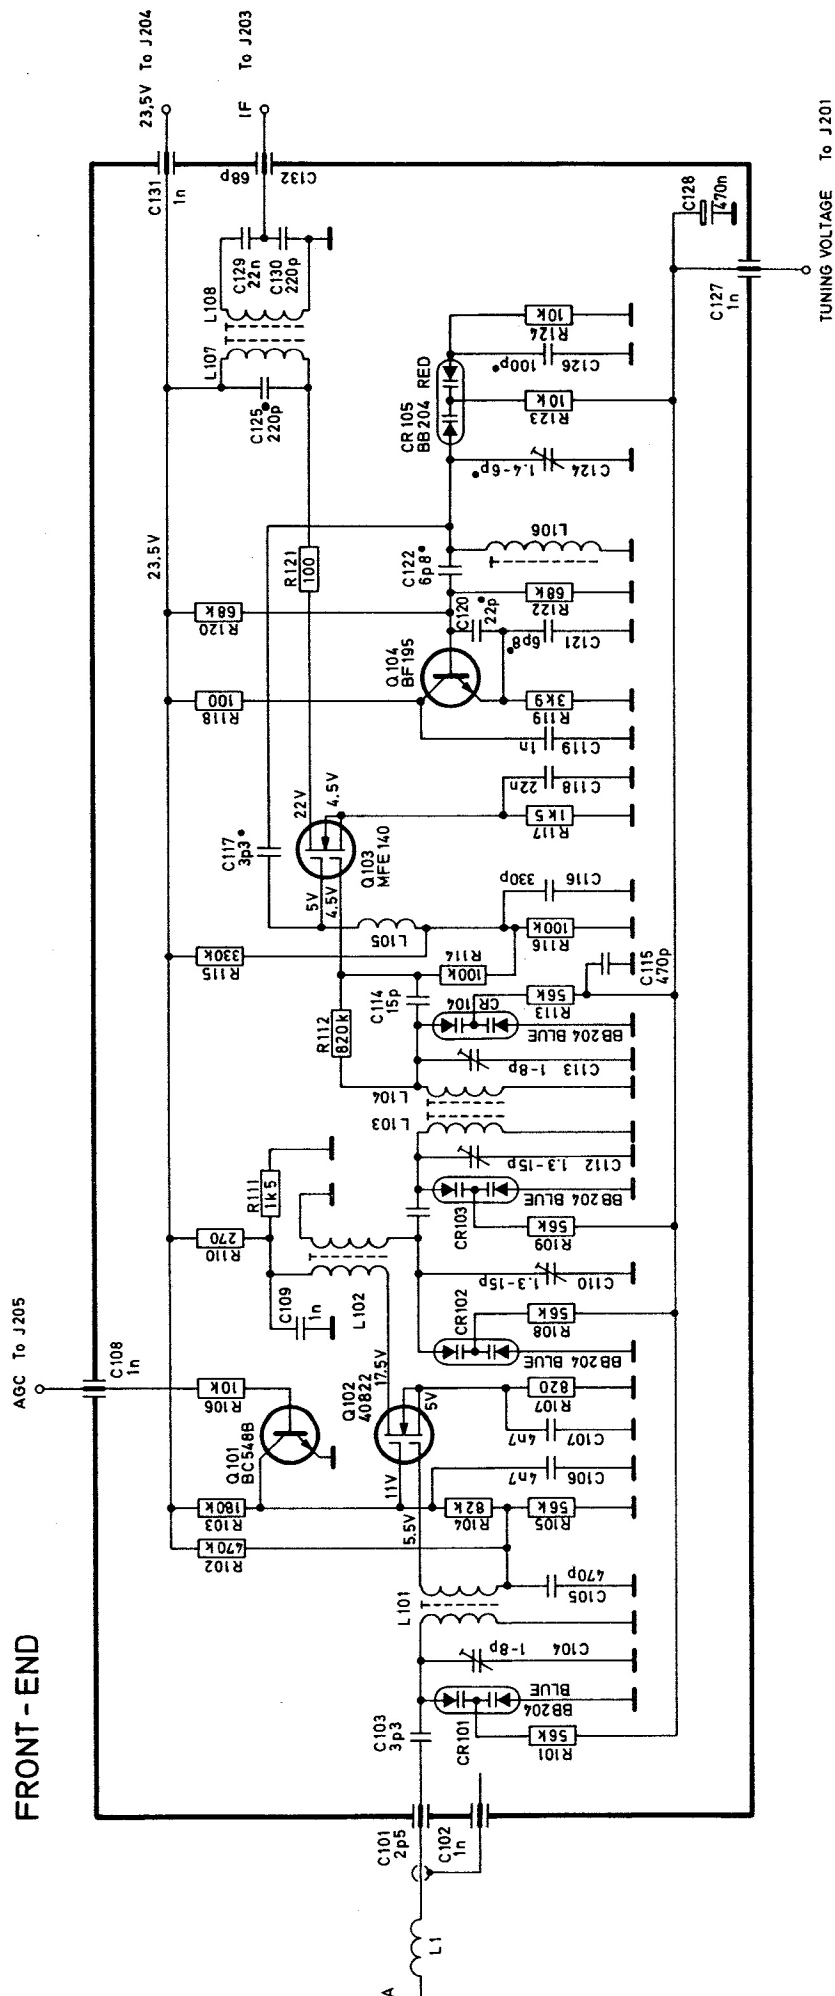 FRONT-END
A
L1
C101
2p5
C102
1n
C103
3p3
CR101
BB204
BLUE
R101
56k
C104 1-8p
L101
C105
470p
R102
470k
R103
180k
R104
82k
R105
56k
5.5V
11V
C106
4n7
C107
4n7
R107
820
5V
Q101
BC548B
R106
10k
AGC To J205
C108
1n
Q102
40822
17.5V
CR102
BB204 BLUE
R108
56k
C109
1n
L102
C110
1.3-15p
R110
270
R111
1k5
R109
56k
CR103
BB204 BLUE
C112 1.3-15p
L103
L104
C113 1-8p
CR104
BB204 BLUE
R112
820k
C114
15p
R113
56k
C115
470p
R114
100k
R115
330k
L105
R116
100k
C116
330p
5V
4.5V
C117
3p3
Q103
MFE140
22V
4.5V
R117
1k5
C118
22n
C119
1n
R118
100
R119
3k9
Q104
BF195
C120
22p
C121
6p8
R120
68k
R122
68k
C122
6p8
R121
100
L106
23,5V
C124
1.4-6p
CR105
BB204 RED
R123
10k
C126
100p
R124
10k
C125
220p
L107
L108
C129
22n
C130
220p
C131
1n
68p
C132
23,5V To J204
IF To J203
C128
470n
C127
1n
TUNING VOLTAGE To J201